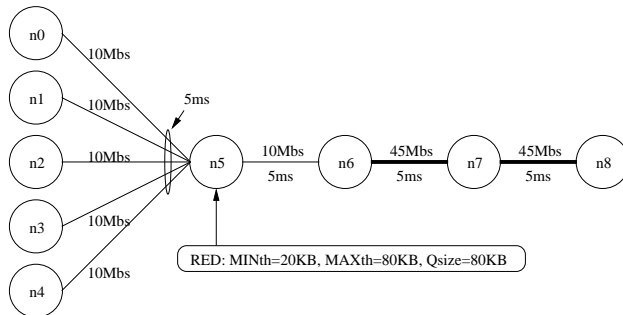 n0
10Mbs
5ms
n1
10Mbs
n2
10Mbs
n5
10Mbs
5ms
n6
45Mbs
5ms
n7
45Mbs
5ms
n8
n3
10Mbs
n4
10Mbs
RED: MINth=20KB, MAXth=80KB, Qsize=80KB